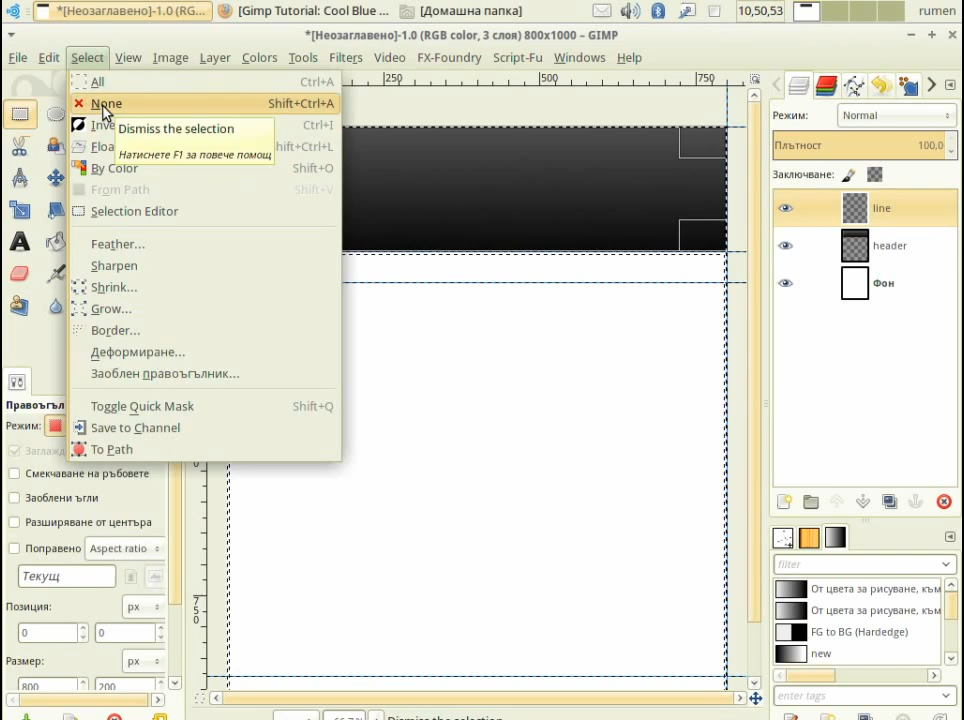 *[Неозаглавено]-1.0 (RG...
[Gimp Tutorial: Cool Blue ...
[Домашна папка]
10,50,53
rumen
*[Неозаглавено]-1.0 (RGB color, 3 слоя) 800x1000 – GIMP
File Edit Select View Image Layer Colors Tools Filters Video FX-Foundry Script-Fu Windows Help
All Ctrl+A
None Shift+Ctrl+A
Ctrl+I
Dismiss the selection
Натиснете F1 за повече помощ
By Color Shift+O
From Path Shift+V
Selection Editor
Feather...
Sharpen
Shrink...
Grow...
Border...
Деформиране...
Заоблен правоъгълник...
Toggle Quick Mask Shift+Q
Save to Channel
To Path
250 500 750
750
Режим:
Смекчаване на ръбовете
Заоблени ъгли
Разширяване от центъра
Поправено Aspect ratio
Текущ
Позиция: px
0 0
Размер: px
800 200
Режим: Normal
Плътност 100,0
Заключване:
line
header
Фон
filter
От цвета за рисуване, към
От цвета за рисуване, към
FG to BG (Hardedge)
new
enter tags